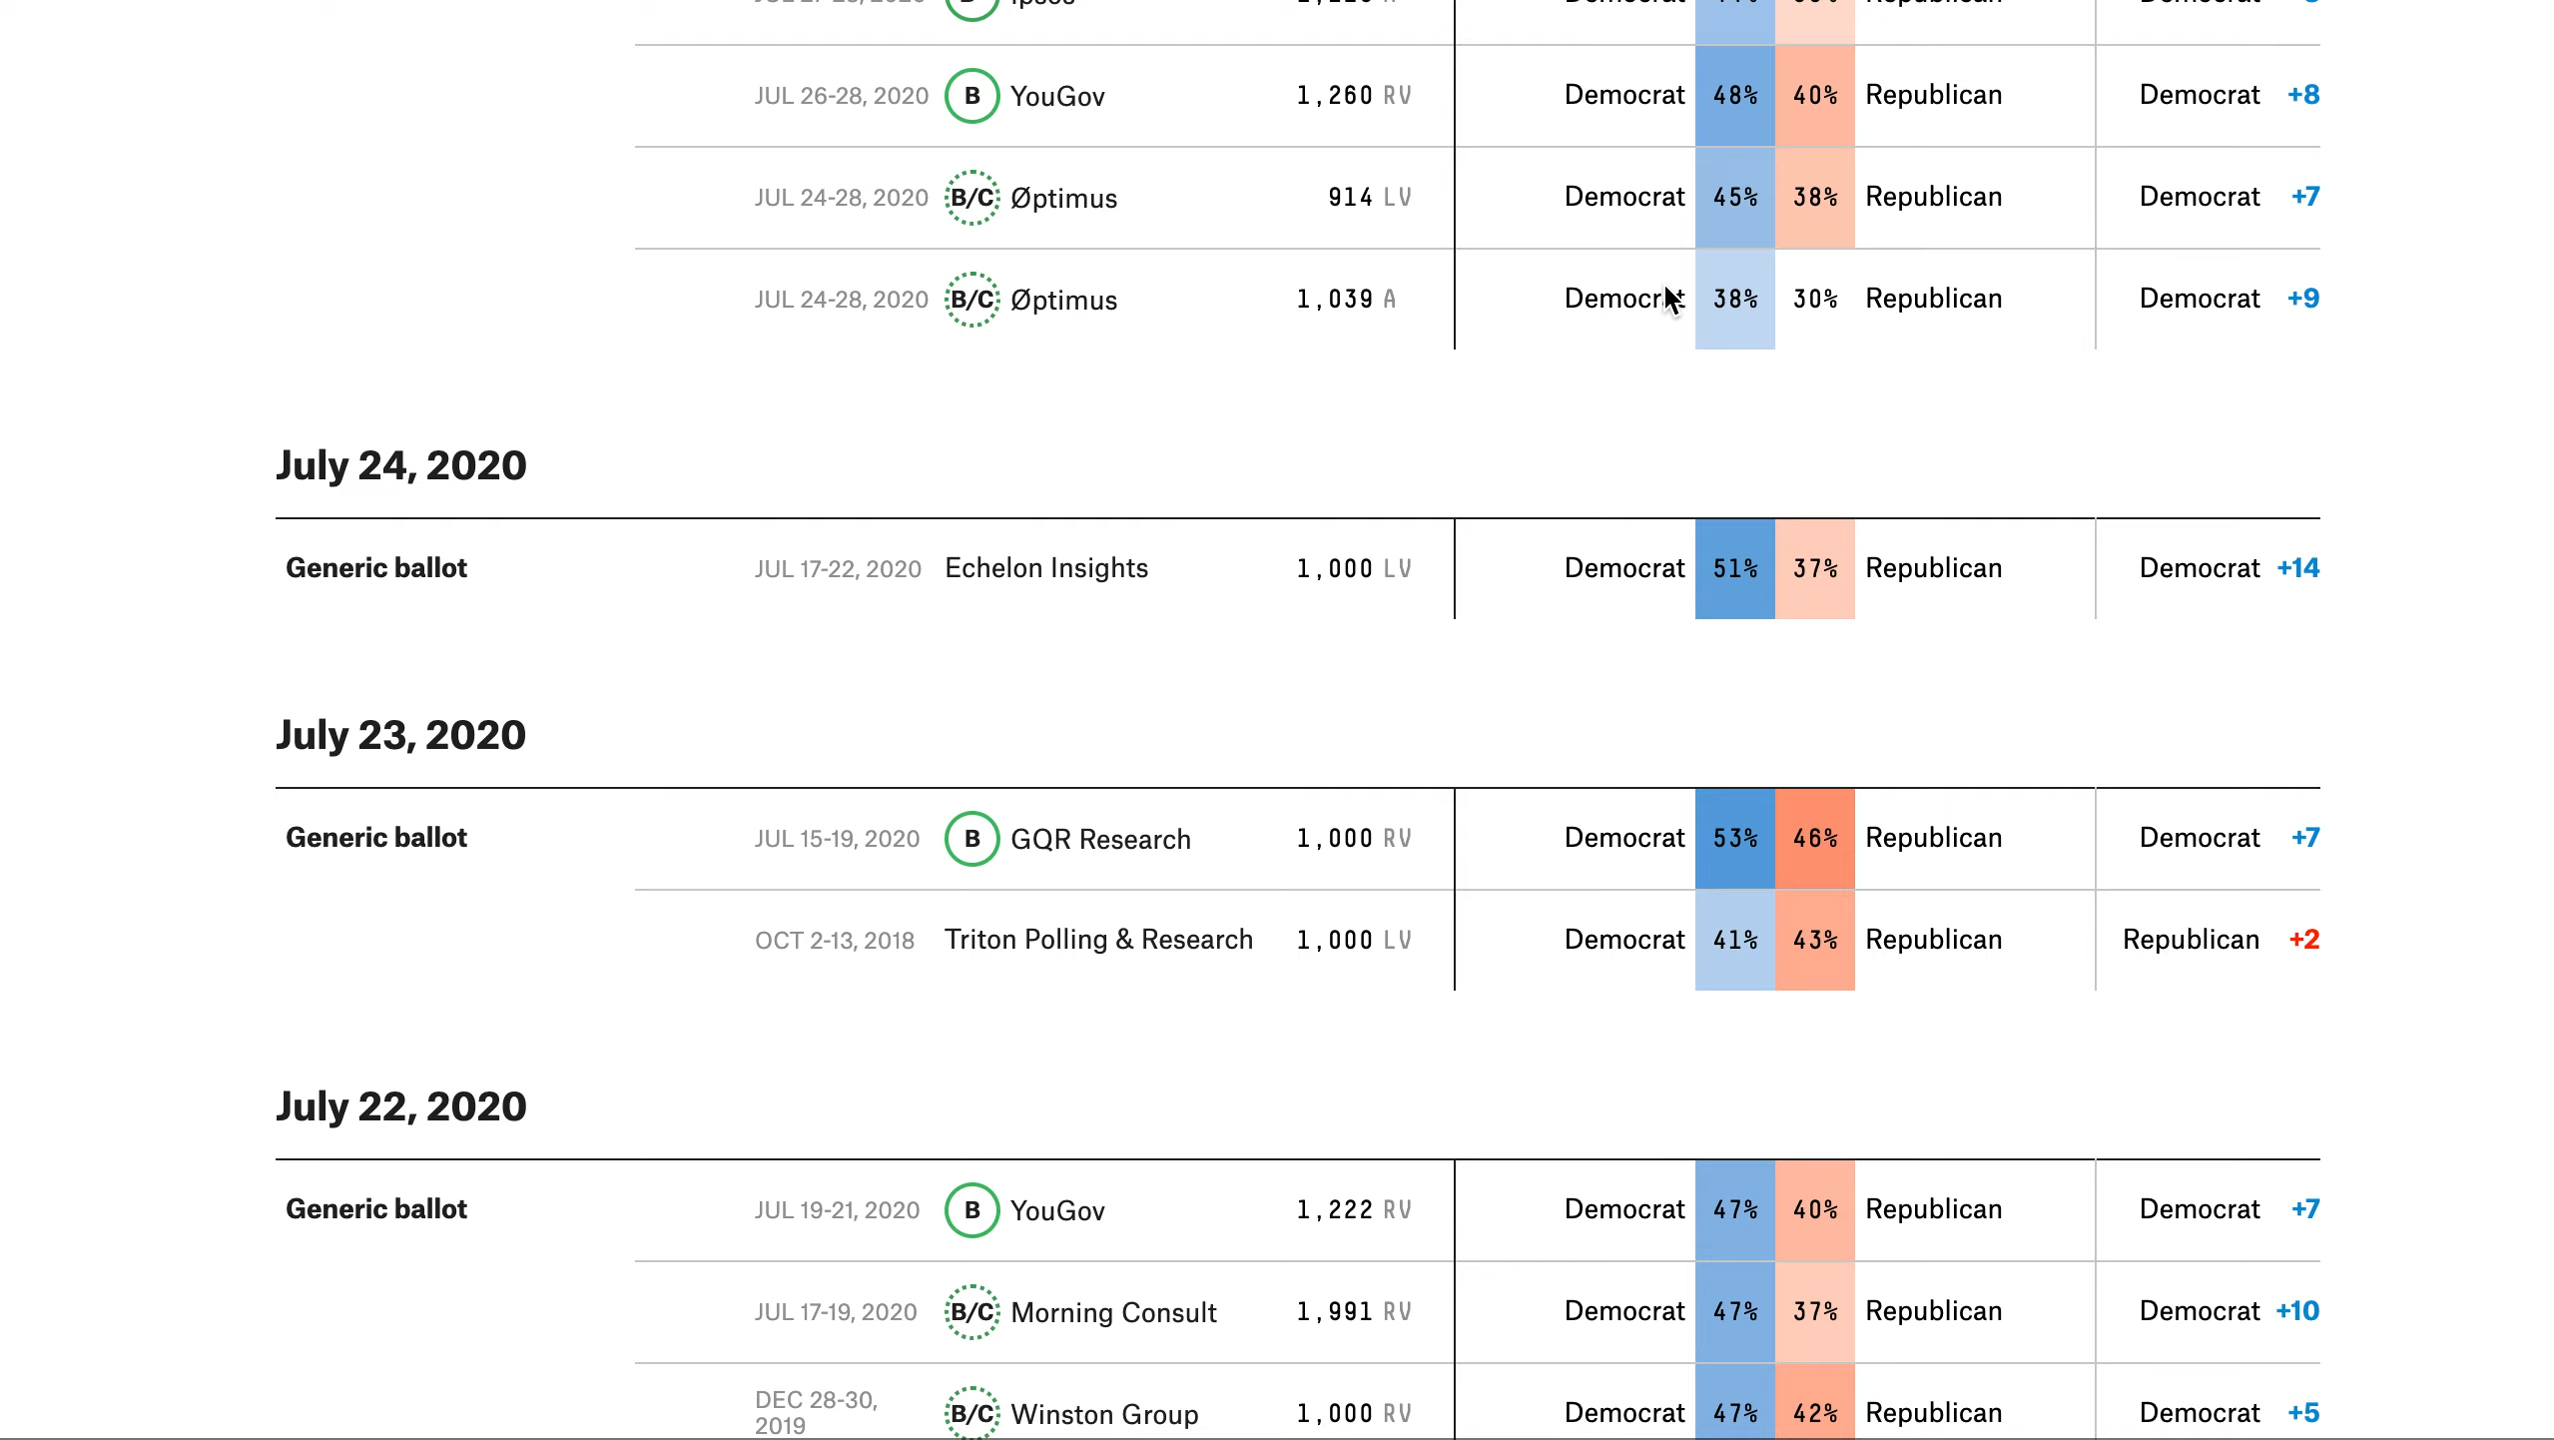 JUL 26-28, 2020 B YouGov 1,260 RV Democrat 48% 40% Republican Democrat +8
JUL 24-28, 2020 B/C Øptimus 914 LV Democrat 45% 38% Republican Democrat +7
JUL 24-28, 2020 B/C Øptimus 1,039 A Democrat 38% 30% Republican Democrat +9
July 24, 2020
Generic ballot JUL 17-22, 2020 Echelon Insights 1,000 LV Democrat 51% 37% Republican Democrat +14
July 23, 2020
Generic ballot JUL 15-19, 2020 B GQR Research 1,000 RV Democrat 53% 46% Republican Democrat +7
OCT 2-13, 2018 Triton Polling & Research 1,000 LV Democrat 41% 43% Republican Republican +2
July 22, 2020
Generic ballot JUL 19-21, 2020 B YouGov 1,222 RV Democrat 47% 40% Republican Democrat +7
JUL 17-19, 2020 B/C Morning Consult 1,991 RV Democrat 47% 37% Republican Democrat +10
DEC 28-30,
2019 B/C Winston Group 1,000 RV Democrat 47% 42% Republican Democrat +5